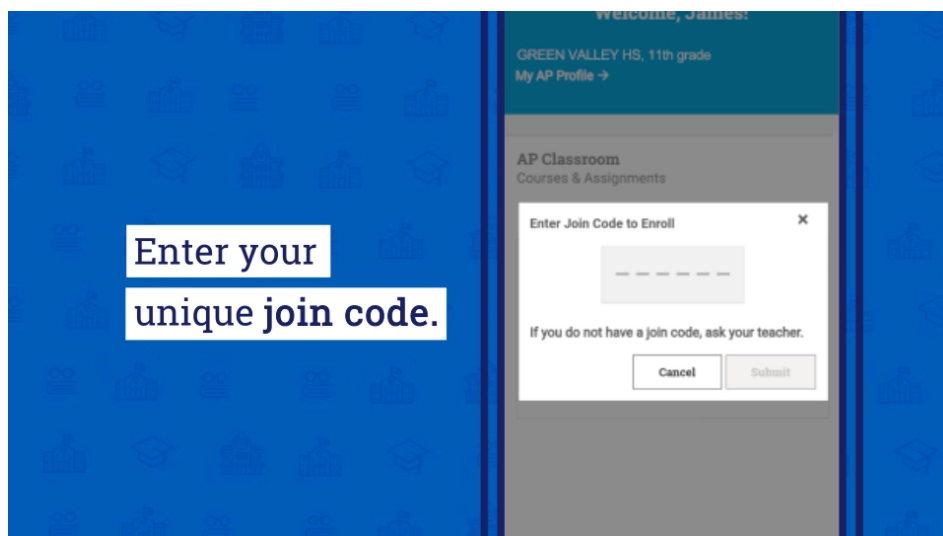 Enter your
unique join code.
Welcome, James!
GREEN VALLEY HS, 11th grade
My AP Profile →
AP Classroom
Courses & Assignments
Enter Join Code to Enroll ×
If you do not have a join code, ask your teacher.
Cancel Submit